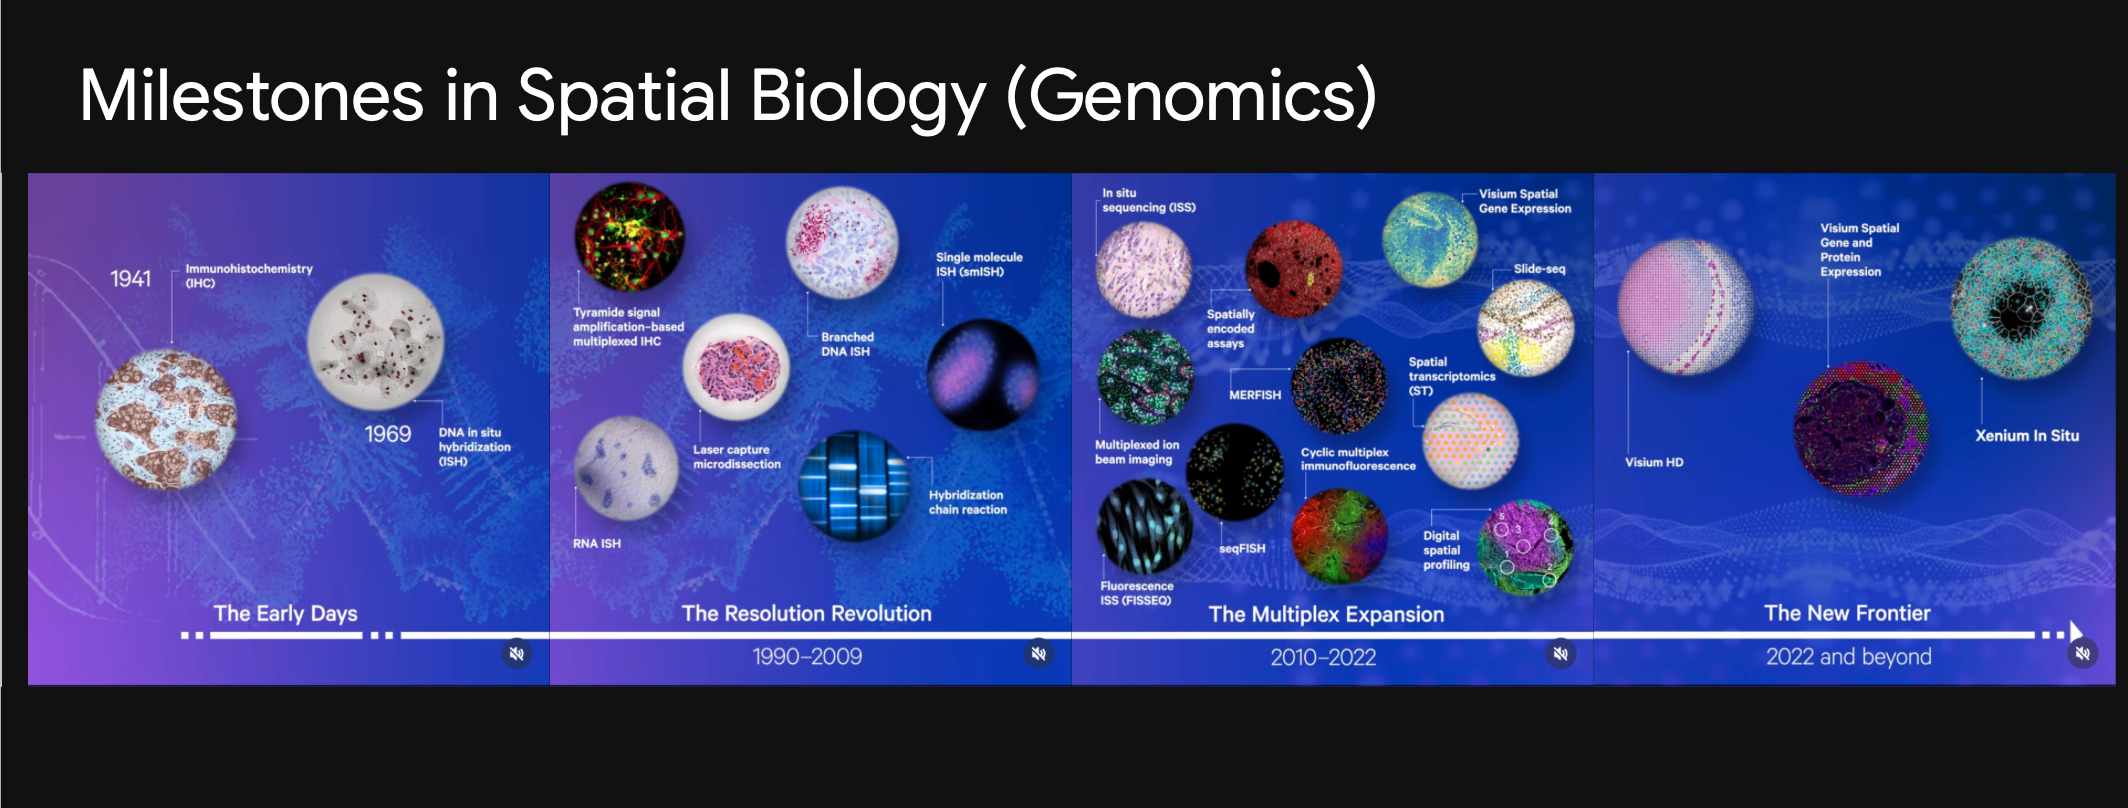 Milestones in Spatial Biology (Genomics)
1941
Immunohistochemistry
(IHC)
1969
DNA in situ
hybridization
(ISH)
The Early Days
Tyramide signal
amplification-based
multiplexed IHC
Branched
DNA ISH
Single molecule
ISH (smISH)
Laser capture
microdissection
Hybridization
chain reaction
RNA ISH
The Resolution Revolution
1990–2009
In situ
sequencing (ISS)
Visium Spatial
Gene Expression
Slide-seq
Spatially
encoded
assays
MERFISH
Spatial
transcriptomics
(ST)
Multiplexed ion
beam imaging
Cyclic multiplex
immunofluorescence
seqFISH
Digital
spatial
profiling
5
3
1
2
Fluorescence
ISS (FISSEQ)
The Multiplex Expansion
2010–2022
Visium Spatial
Gene and
Protein
Expression
Visium HD
Xenium In Situ
The New Frontier
2022 and beyond